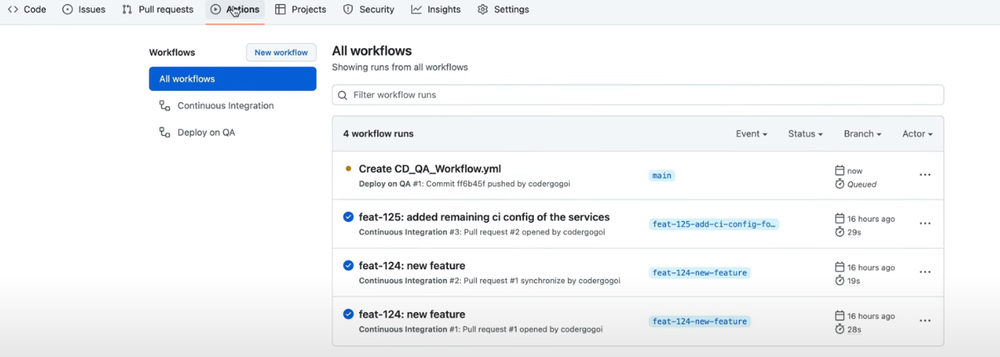 Code Issues Pull requests Actions Projects Security Insights Settings
Workflows
New workflow
All workflows
Continuous Integration
Deploy on QA
All workflows
Showing runs from all workflows
Filter workflow runs
4 workflow runs Event Status Branch Actor
Create CD_QA_Workflow.yml
Deploy on QA #1: Commit ff6b45f pushed by codergogoi
main
now
Queued
feat-125: added remaining ci config of the services
Continuous Integration #3: Pull request #2 opened by codergogoi
feat-125-add-ci-config-fo…
16 hours ago
29s
feat-124: new feature
Continuous Integration #2: Pull request #1 synchronize by codergogoi
feat-124-new-feature
16 hours ago
19s
feat-124: new feature
Continuous Integration #1: Pull request #1 opened by codergogoi
feat-124-new-feature
16 hours ago
28s